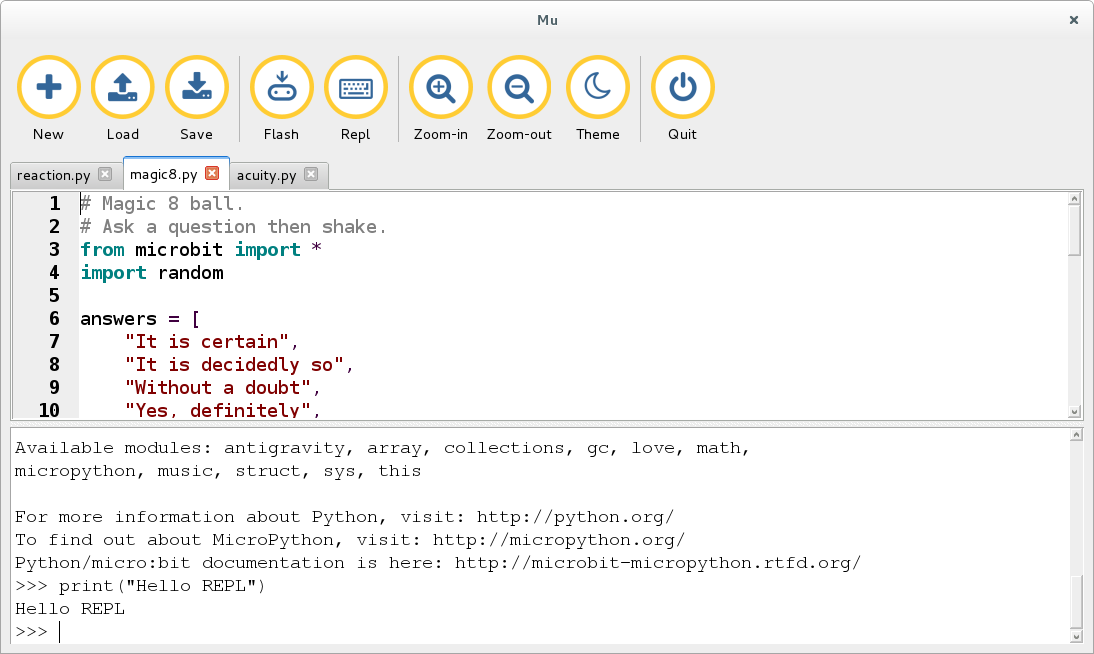 Mu
New Load Save Flash Repl Zoom-in Zoom-out Theme Quit
reaction.py magic8.py acuity.py
1 # Magic 8 ball.
2 # Ask a question then shake.
3 from microbit import *
4 import random
5
6 answers = [
7     "It is certain",
8     "It is decidedly so",
9     "Without a doubt",
10     "Yes, definitely",
Available modules: antigravity, array, collections, gc, love, math,
micropython, music, struct, sys, this
For more information about Python, visit: http://python.org/
To find out about MicroPython, visit: http://micropython.org/
Python/micro:bit documentation is here: http://microbit-micropython.rtfd.org/
>>> print("Hello REPL")
Hello REPL
>>>